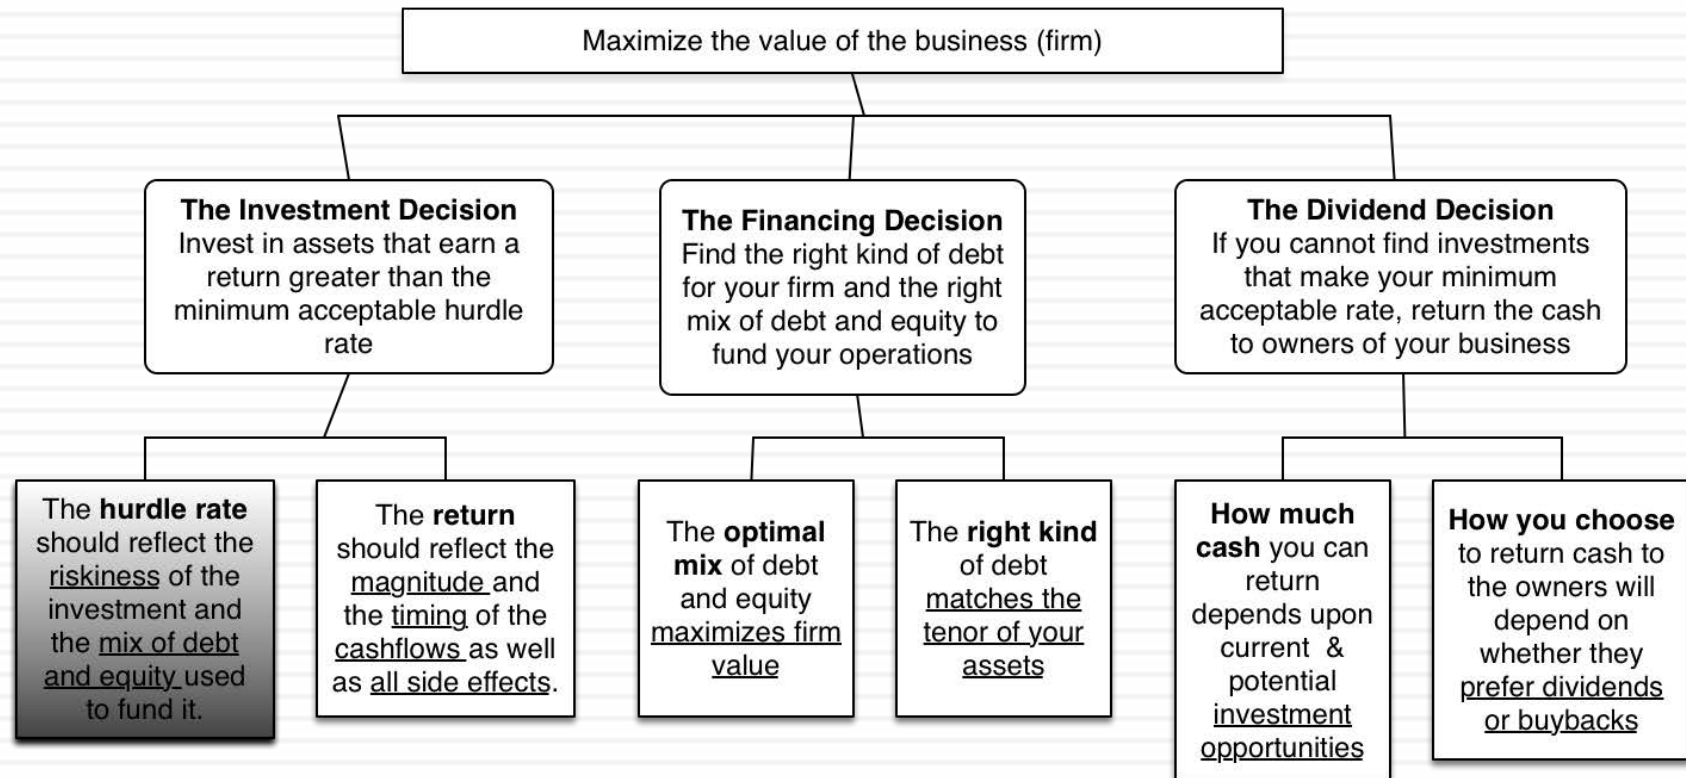 Maximize the value of the business (firm)
The Investment Decision
Invest in assets that earn a
return greater than the
minimum acceptable hurdle
rate
The Financing Decision
Find the right kind of debt
for your firm and the right
mix of debt and equity to
fund your operations
The Dividend Decision
If you cannot find investments
that make your minimum
acceptable rate, return the cash
to owners of your business
The hurdle rate
should reflect the
riskiness of the
investment and
the mix of debt
and equity used
to fund it.
The return
should reflect the
magnitude and
the timing of the
cashflows as well
as all side effects.
The optimal
mix of debt
and equity
maximizes firm
value
The right kind
of debt
matches the
tenor of your
assets
How much
cash you can
return
depends upon
current &
potential
investment
opportunities
How you choose
to return cash to
the owners will
depend on
whether they
prefer dividends
or buybacks